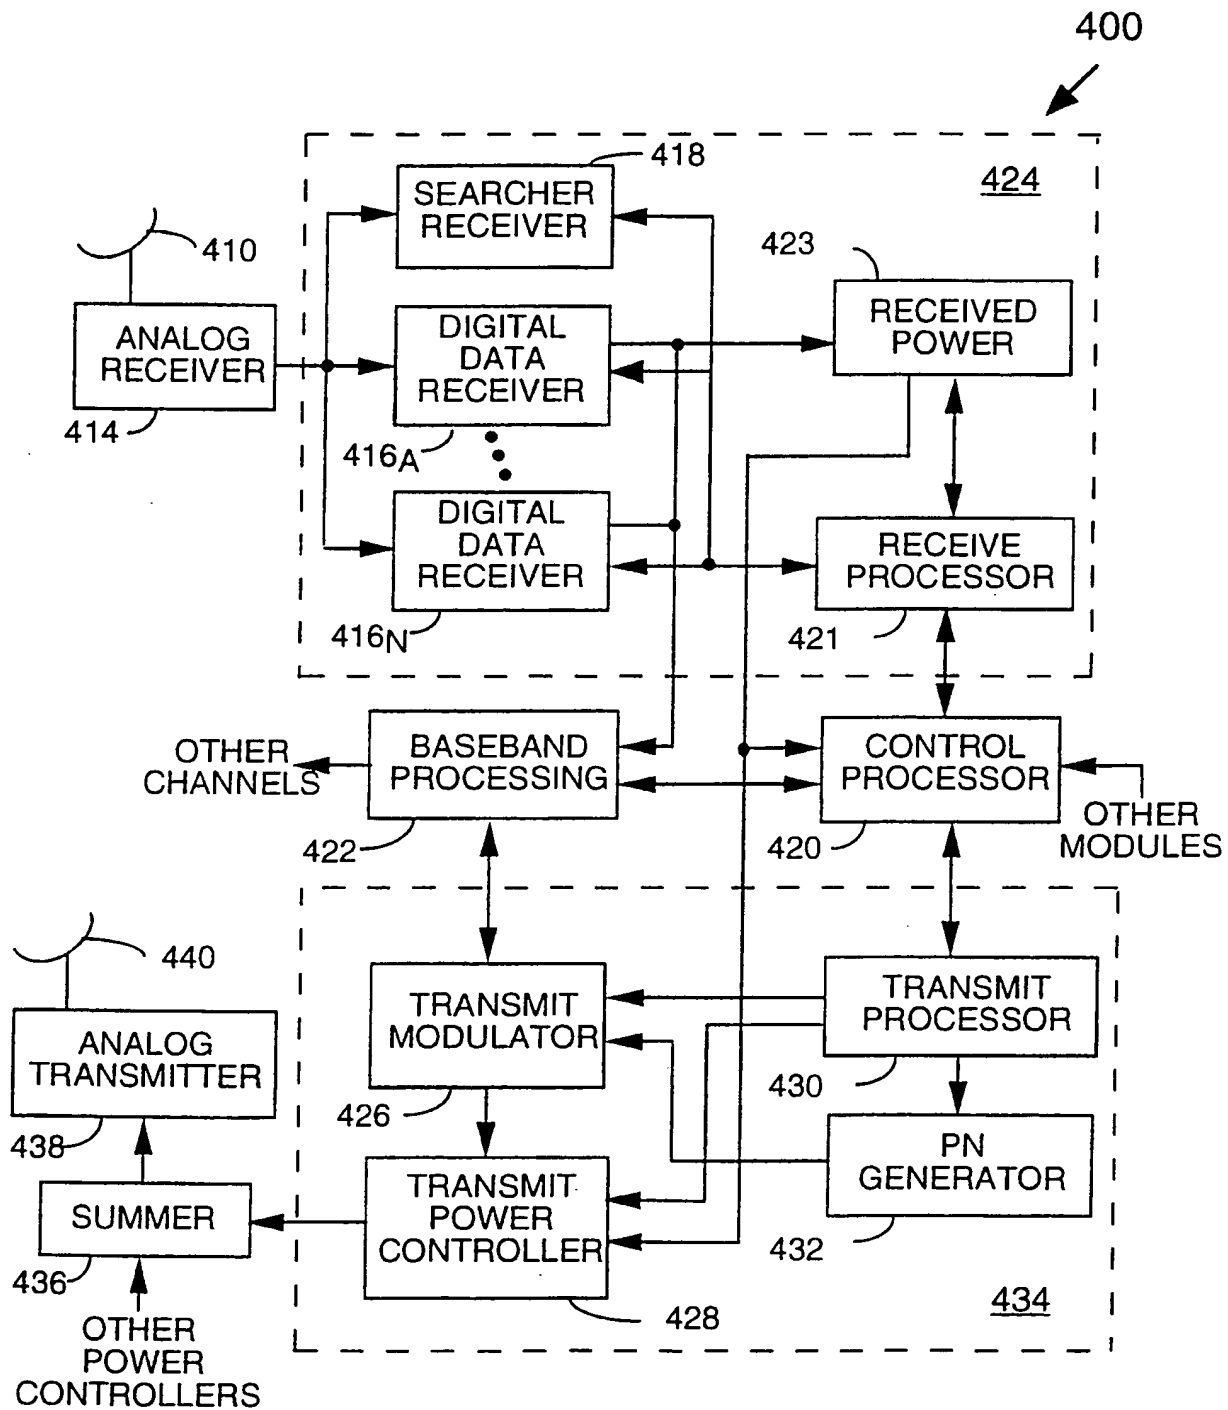 400
418
424
SEARCHER
RECEIVER
410
423
ANALOG
RECEIVER
414
DIGITAL
DATA
RECEIVER
416A
RECEIVED
POWER
DIGITAL
DATA
RECEIVER
416N
RECEIVE
PROCESSOR
421
OTHER
CHANNELS
BASEBAND
PROCESSING
422
CONTROL
PROCESSOR
420
OTHER
MODULES
440
ANALOG
TRANSMITTER
438
TRANSMIT
MODULATOR
426
TRANSMIT
PROCESSOR
430
SUMMER
436
TRANSMIT
POWER
CONTROLLER
428
PN
GENERATOR
432
434
OTHER
POWER
CONTROLLERS